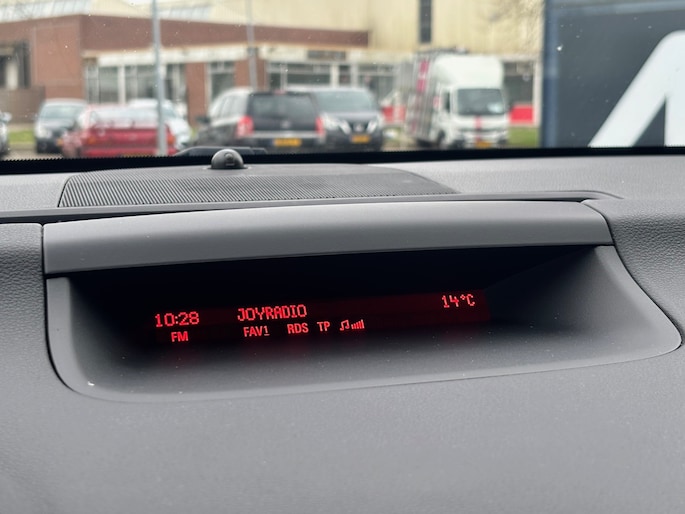 10:28 JOYRADIO 14°C
FM FAV1 RDS TP